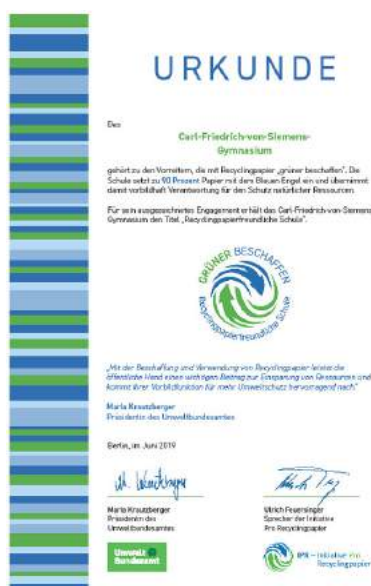 URKUNDE
Das
Carl-Friedrich-von-Siemens-
Gymnasium
gehört zu den Vorreitern, die mit Recyclingpapier „grüner beschaffen“. Die
Schule setzt zu 90 Prozent Papier mit dem Blauen Engel ein und übernimmt
damit vorbildhaft Verantwortung für den Schutz natürlicher Ressourcen.
Für sein ausgezeichnetes Engagement erhält das Carl-Friedrich-von-Siemens-
Gymnasium den Titel „Recyclingpapierfreundliche Schule“.
GRÜNER BESCHAFFEN
Recyclingpapierfreundliche Schule
„Mit der Beschaffung und Verwendung von Recyclingpapier leistet die
öffentliche Hand einen wichtigen Beitrag zur Einsparung von Ressourcen und
kommt ihrer Vorbildfunktion für mehr Umweltschutz hervorragend nach“
Maria Krautzberger
Präsidentin des Umweltbundesamtes
Berlin, im Juni 2019
M. Krautzberger
Maria Krautzberger
Präsidentin des
Umweltbundesamtes
Ulrich Feuersinger
Sprecher der Initiative
Pro Recyclingpapier
Umwelt
Bundesamt
IPR – Initiative Pro
Recyclingpapier